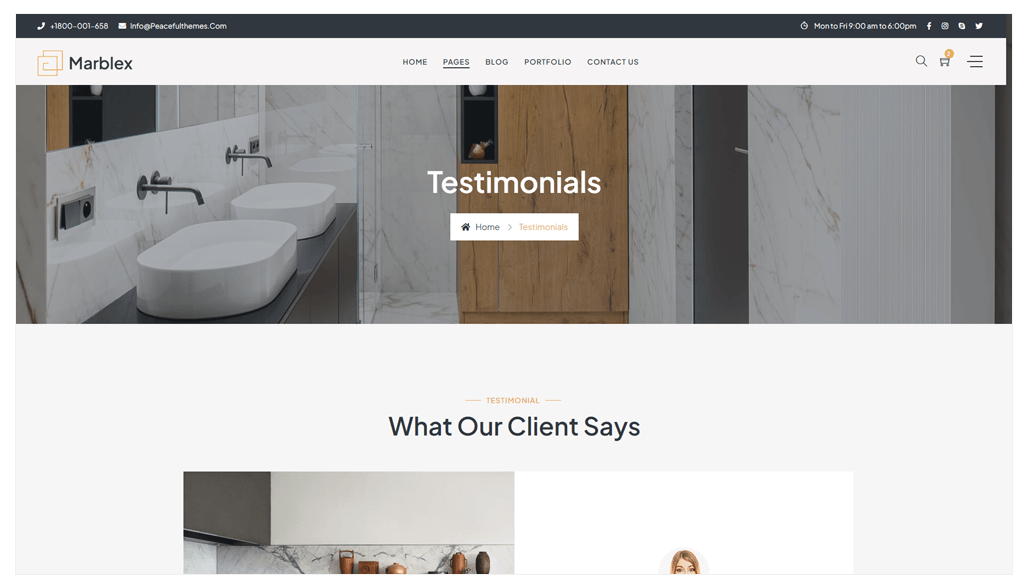 +1800-001-658 Info@Peacefulthemes.Com Mon to Fri 9:00 am to 6:00pm
Marblex HOME PAGES BLOG PORTFOLIO CONTACT US 2
Testimonials
Home Testimonials
TESTIMONIAL
What Our Client Says